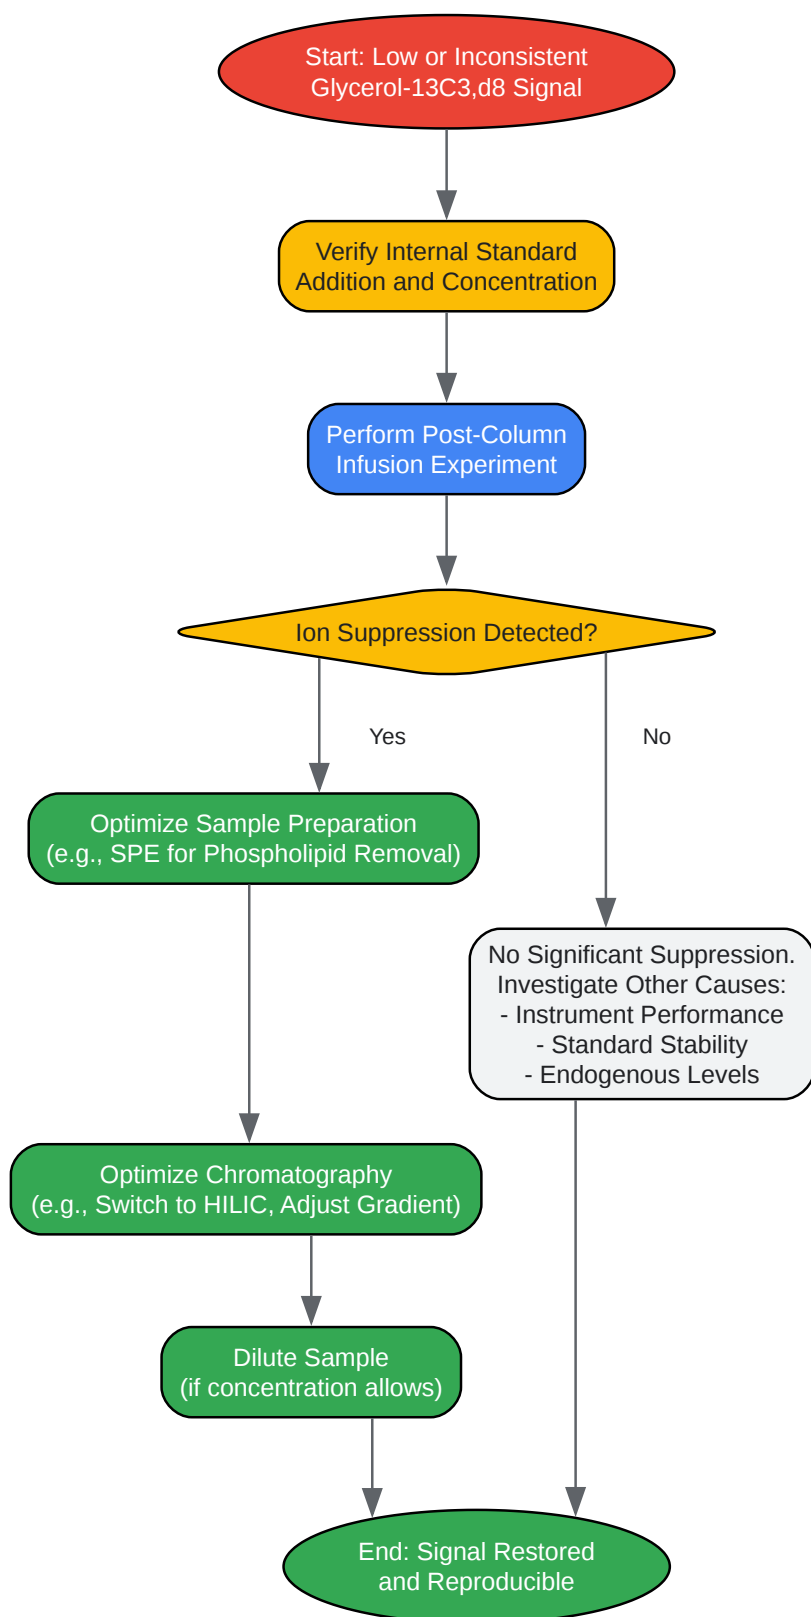 Start: Low or Inconsistent
Glycerol-13C3,d8 Signal
Verify Internal Standard
Addition and Concentration
Perform Post-Column
Infusion Experiment
Ion Suppression Detected?
Yes
No
Optimize Sample Preparation
(e.g., SPE for Phospholipid Removal)
No Significant Suppression.
Investigate Other Causes:
- Instrument Performance
- Standard Stability
- Endogenous Levels
Optimize Chromatography
(e.g., Switch to HILIC, Adjust Gradient)
Dilute Sample
(if concentration allows)
End: Signal Restored
and Reproducible